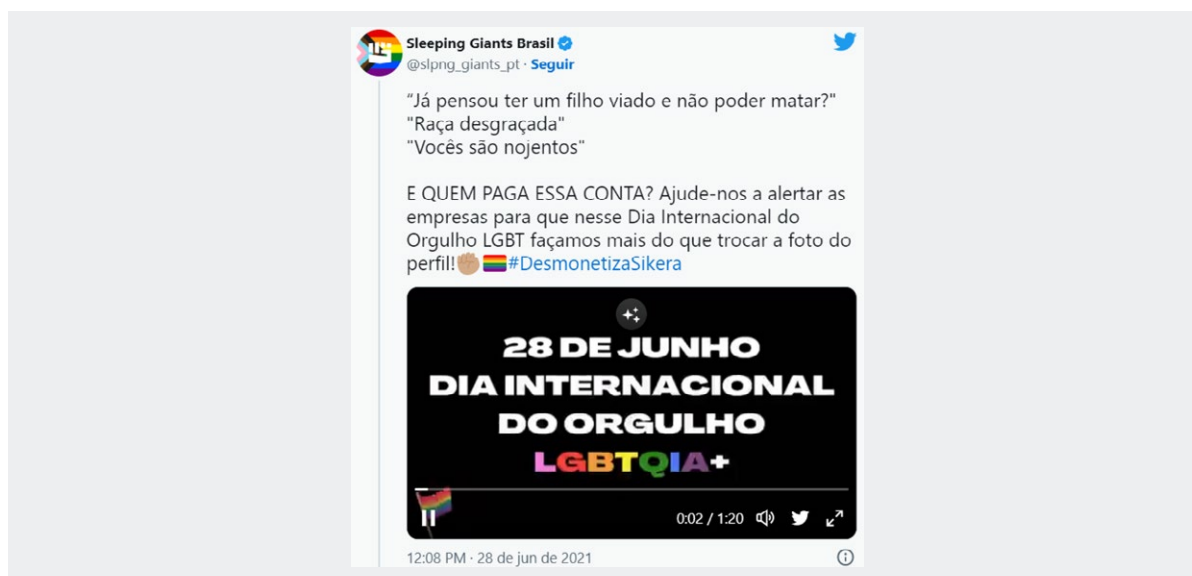 Sleeping Giants Brasil
@slpng_giants_pt · Seguir
“Já pensou ter um filho viado e não poder matar?"
"Raça desgraçada"
"Vocês são nojentos"
E QUEM PAGA ESSA CONTA? Ajude-nos a alertar as
empresas para que nesse Dia Internacional do
Orgulho LGBT façamos mais do que trocar a foto do
perfil!✊🏽🏳️‍🌈#DesmonetizaSikera
28 DE JUNHO
DIA INTERNACIONAL
DO ORGULHO
LGBTQIA+
0:02 / 1:20
12:08 PM · 28 de jun de 2021